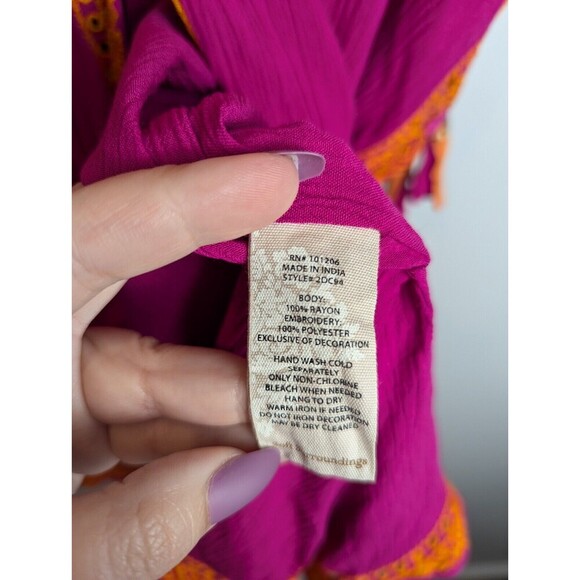 RN# 101206
MADE IN INDIA
STYLE# 2DC94
BODY:
100% RAYON
EMBROIDERY:
100% POLYESTER
EXCLUSIVE OF DECORATION
HAND WASH COLD
SEPARATELY
ONLY NON-CHLORINE
BLEACH WHEN NEEDED
HANG TO DRY
WARM IRON IF NEEDED
DO NOT IRON DECORATION
MAY BE DRY CLEANED
soft surroundings